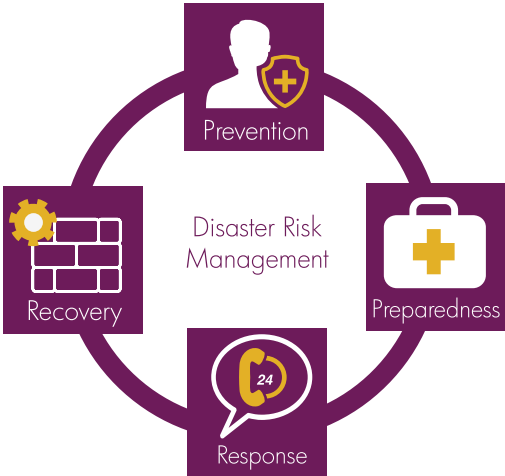 Prevention
Disaster Risk
Management
Recovery
Preparedness
24
Response